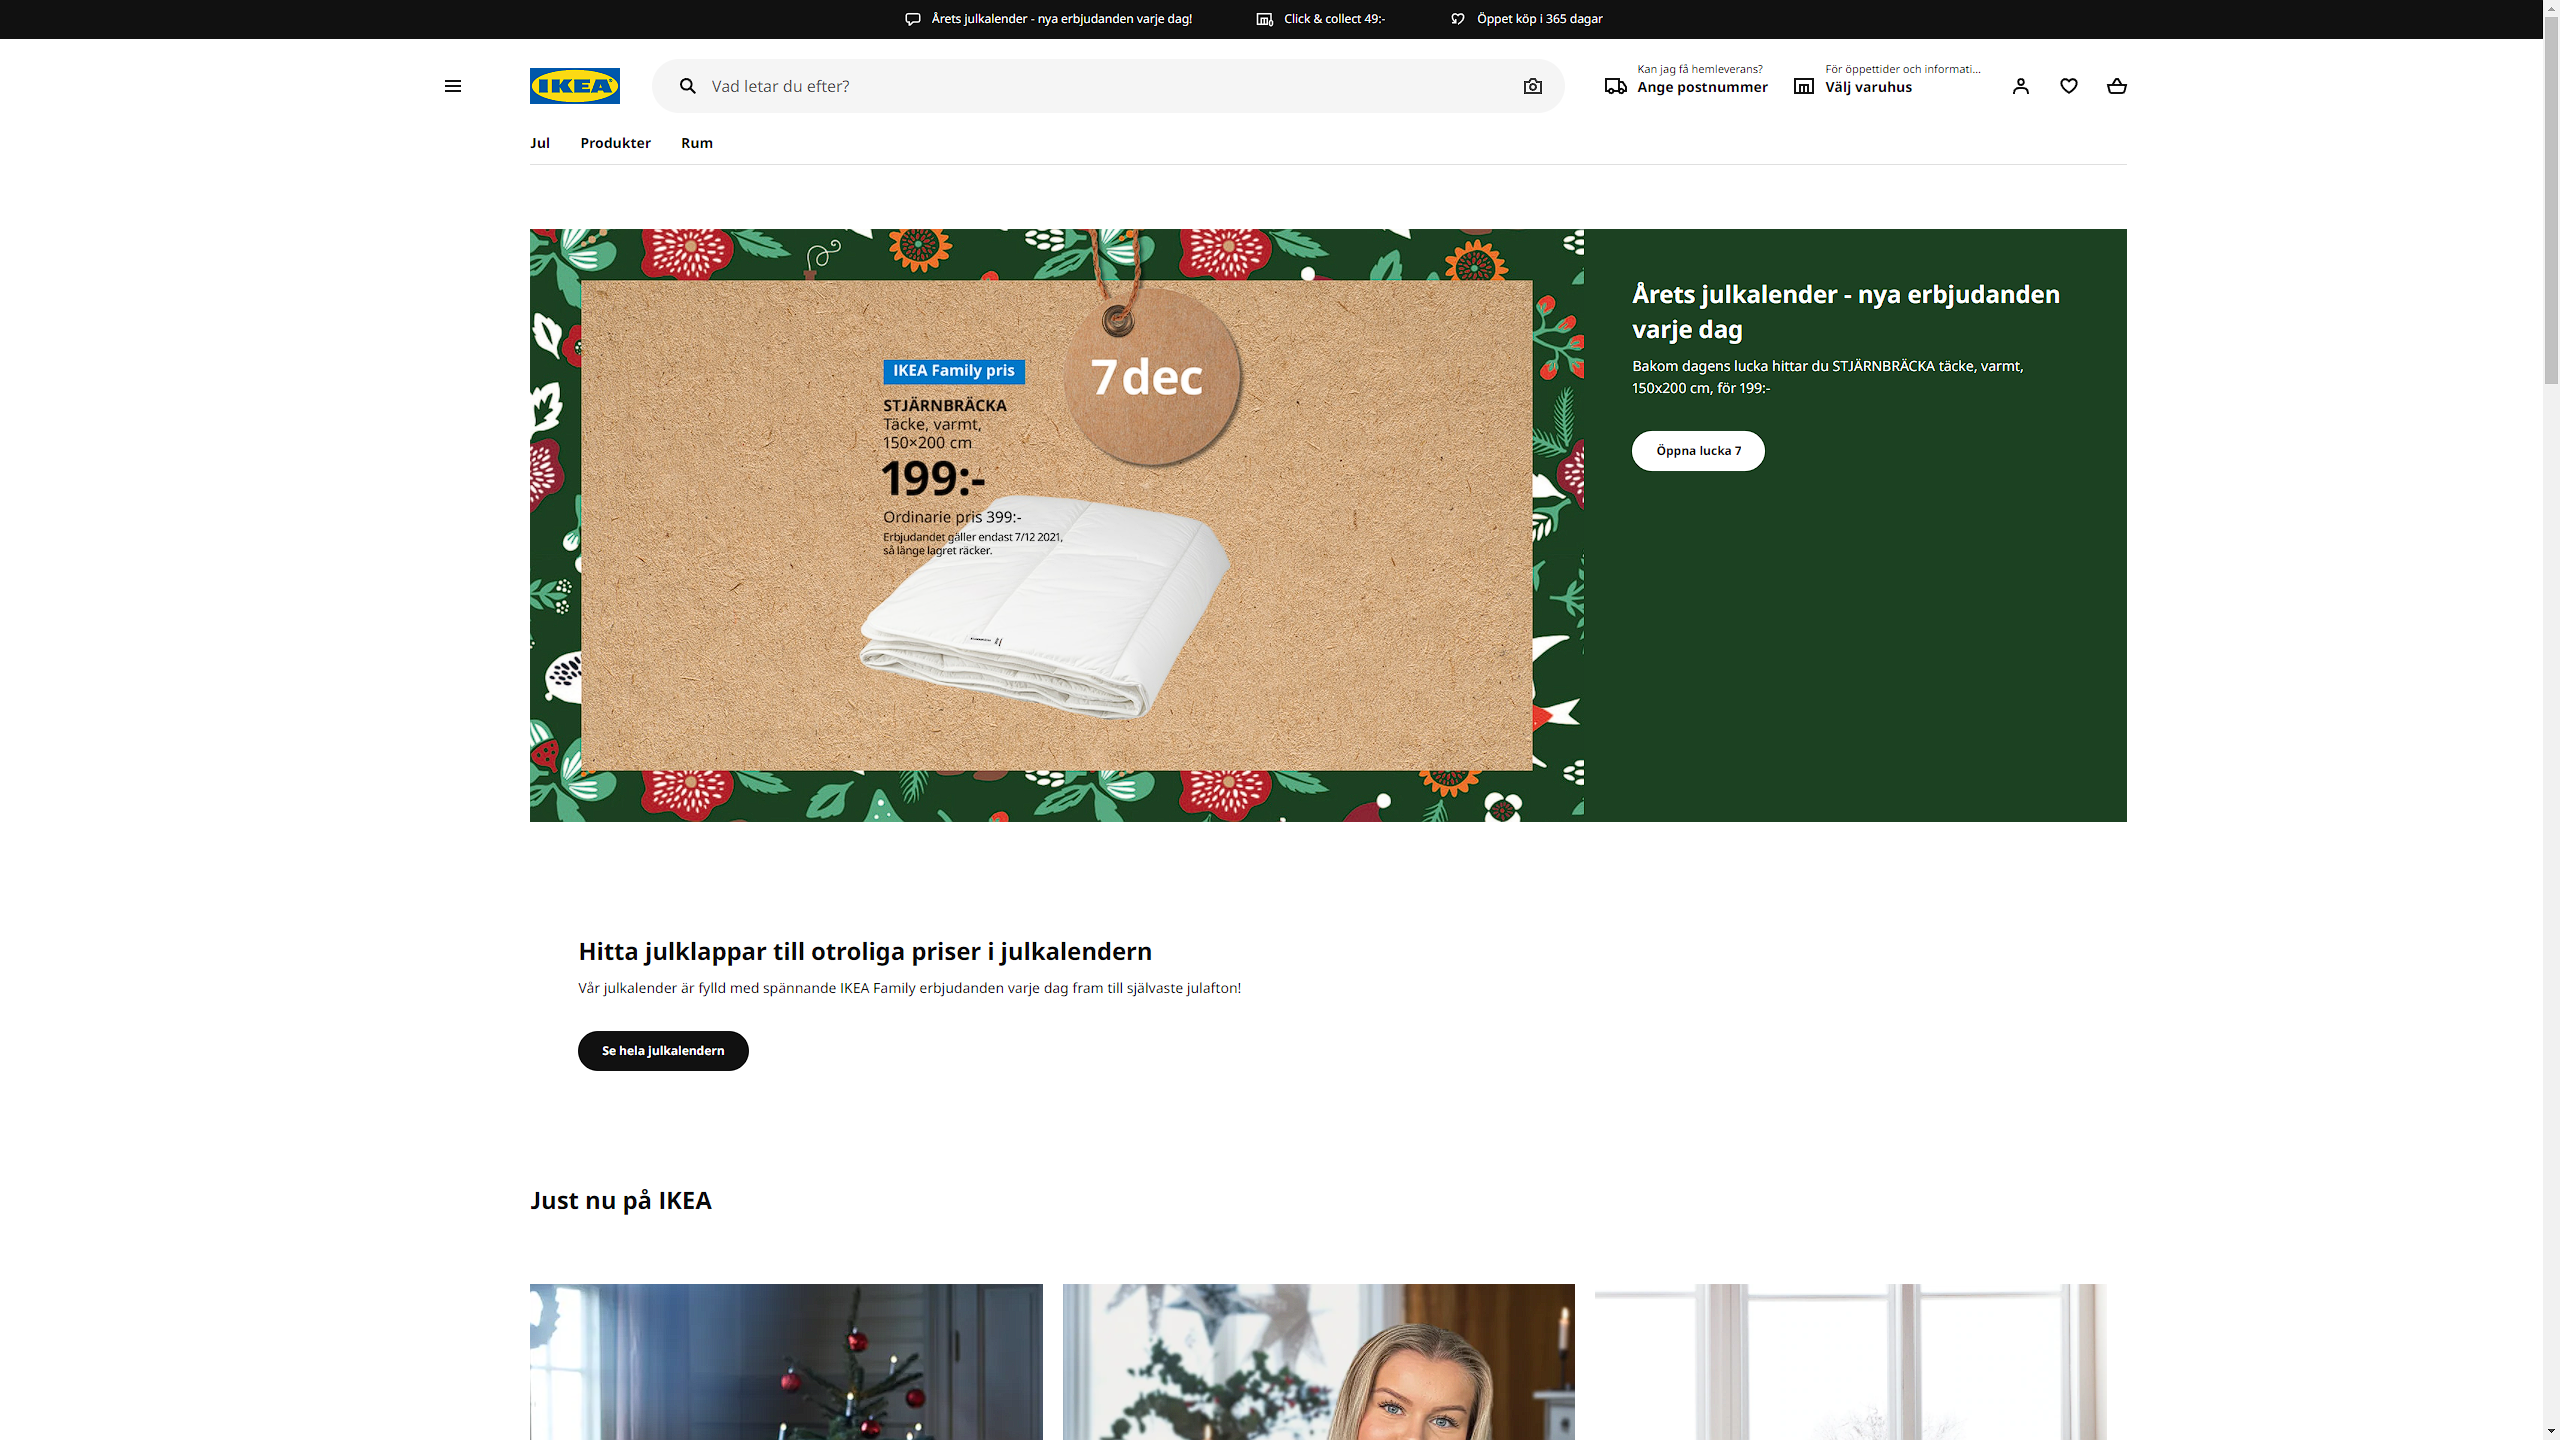 Årets julkalender - nya erbjudanden varje dag!
Click & collect 49:-
Öppet köp i 365 dagar
IKEA
Vad letar du efter?
Kan jag få hemleverans?
Ange postnummer
För öppettider och informati...
Välj varuhus
Jul
Produkter
Rum
7 dec
IKEA Family pris
STJÄRNBRÄCKA
Täcke, varmt,
150×200 cm
199:-
Ordinarie pris 399:-
Erbjudandet gäller endast 7/12 2021,
så länge lagret räcker.
Årets julkalender - nya erbjudanden
varje dag
Bakom dagens lucka hittar du STJÄRNBRÄCKA täcke, varmt,
150x200 cm, för 199:-
Öppna lucka 7
Hitta julklappar till otroliga priser i julkalendern
Vår julkalender är fylld med spännande IKEA Family erbjudanden varje dag fram till självaste julafton!
Se hela julkalendern
Just nu på IKEA